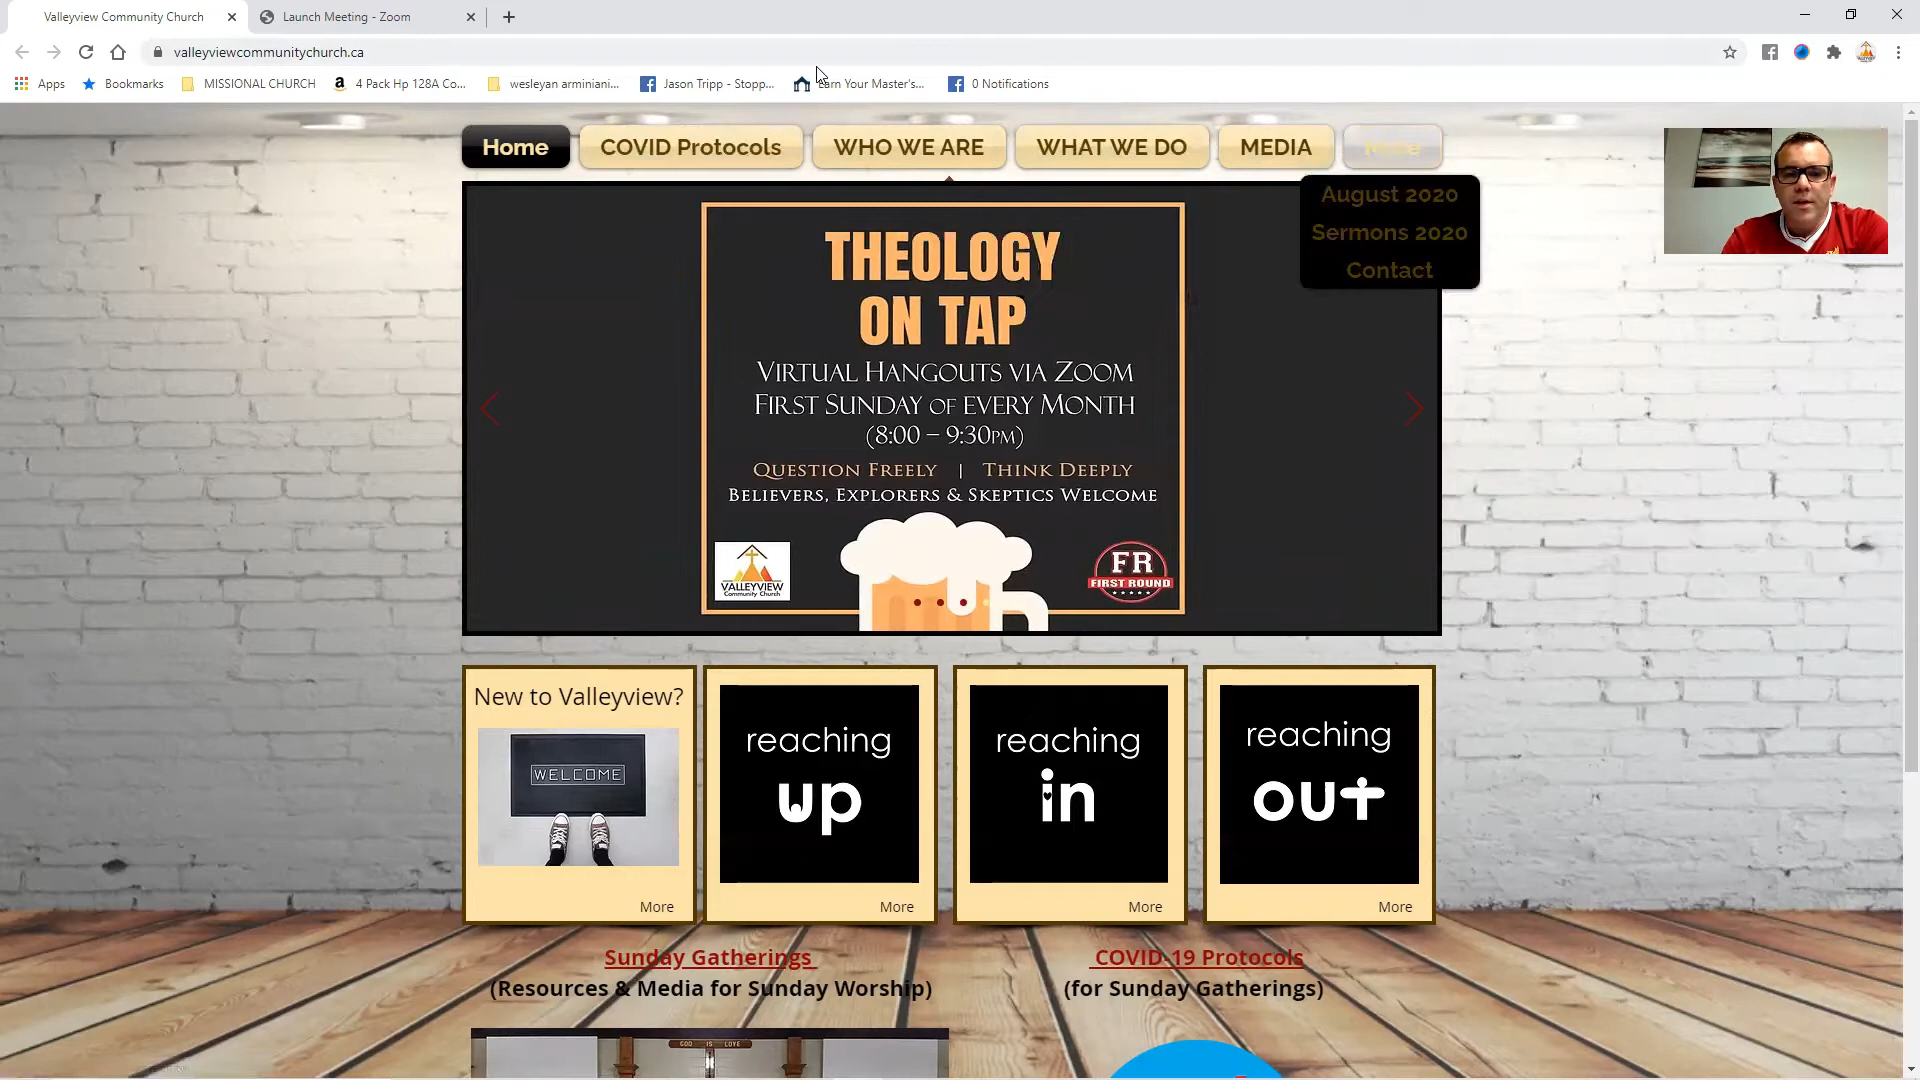 Valleyview Community Church
Launch Meeting - Zoom
valleyviewcommunitychurch.ca
Apps
Bookmarks
MISSIONAL CHURCH
4 Pack Hp 128A Co...
wesleyan arminiani...
Jason Tripp - Stopp...
Earn Your Master's...
0 Notifications
Home
COVID Protocols
WHO WE ARE
WHAT WE DO
MEDIA
More
August 2020
Sermons 2020
Contact
THEOLOGY
ON TAP
VIRTUAL HANGOUTS VIA ZOOM
FIRST SUNDAY OF EVERY MONTH
(8:00 – 9:30PM)
QUESTION FREELY | THINK DEEPLY
BELIEVERS, EXPLORERS & SKEPTICS WELCOME
VALLEYVIEW
Community Church
FR
FIRST ROUND
New to Valleyview?
WELCOME
More
reaching
up
More
reaching
in
More
reaching
out
More
Sunday Gatherings
(Resources & Media for Sunday Worship)
COVID-19 Protocols
(for Sunday Gatherings)
GOD IS LOVE